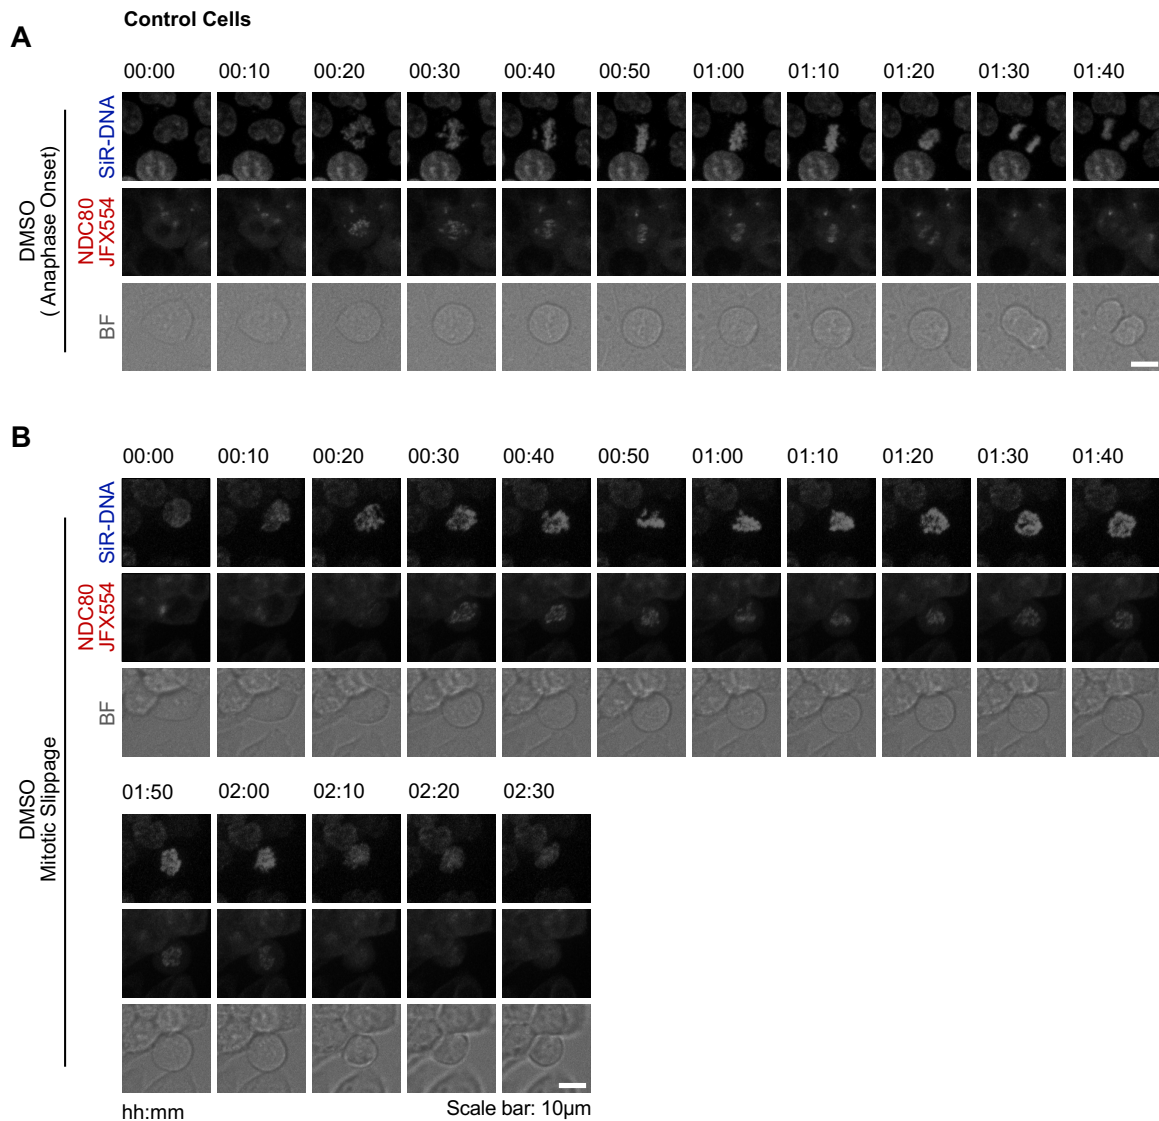 Control Cells
A
00:00 00:10 00:20 00:30 00:40 00:50 01:00 01:10 01:20 01:30 01:40
DMSO
( Anaphase Onset)
SiR-DNA
NDC80
JFX554
BF
B
00:00 00:10 00:20 00:30 00:40 00:50 01:00 01:10 01:20 01:30 01:40
DMSO
Mitotic Slippage
SiR-DNA
NDC80
JFX554
BF
01:50 02:00 02:10 02:20 02:30
hh:mm
Scale bar: 10µm